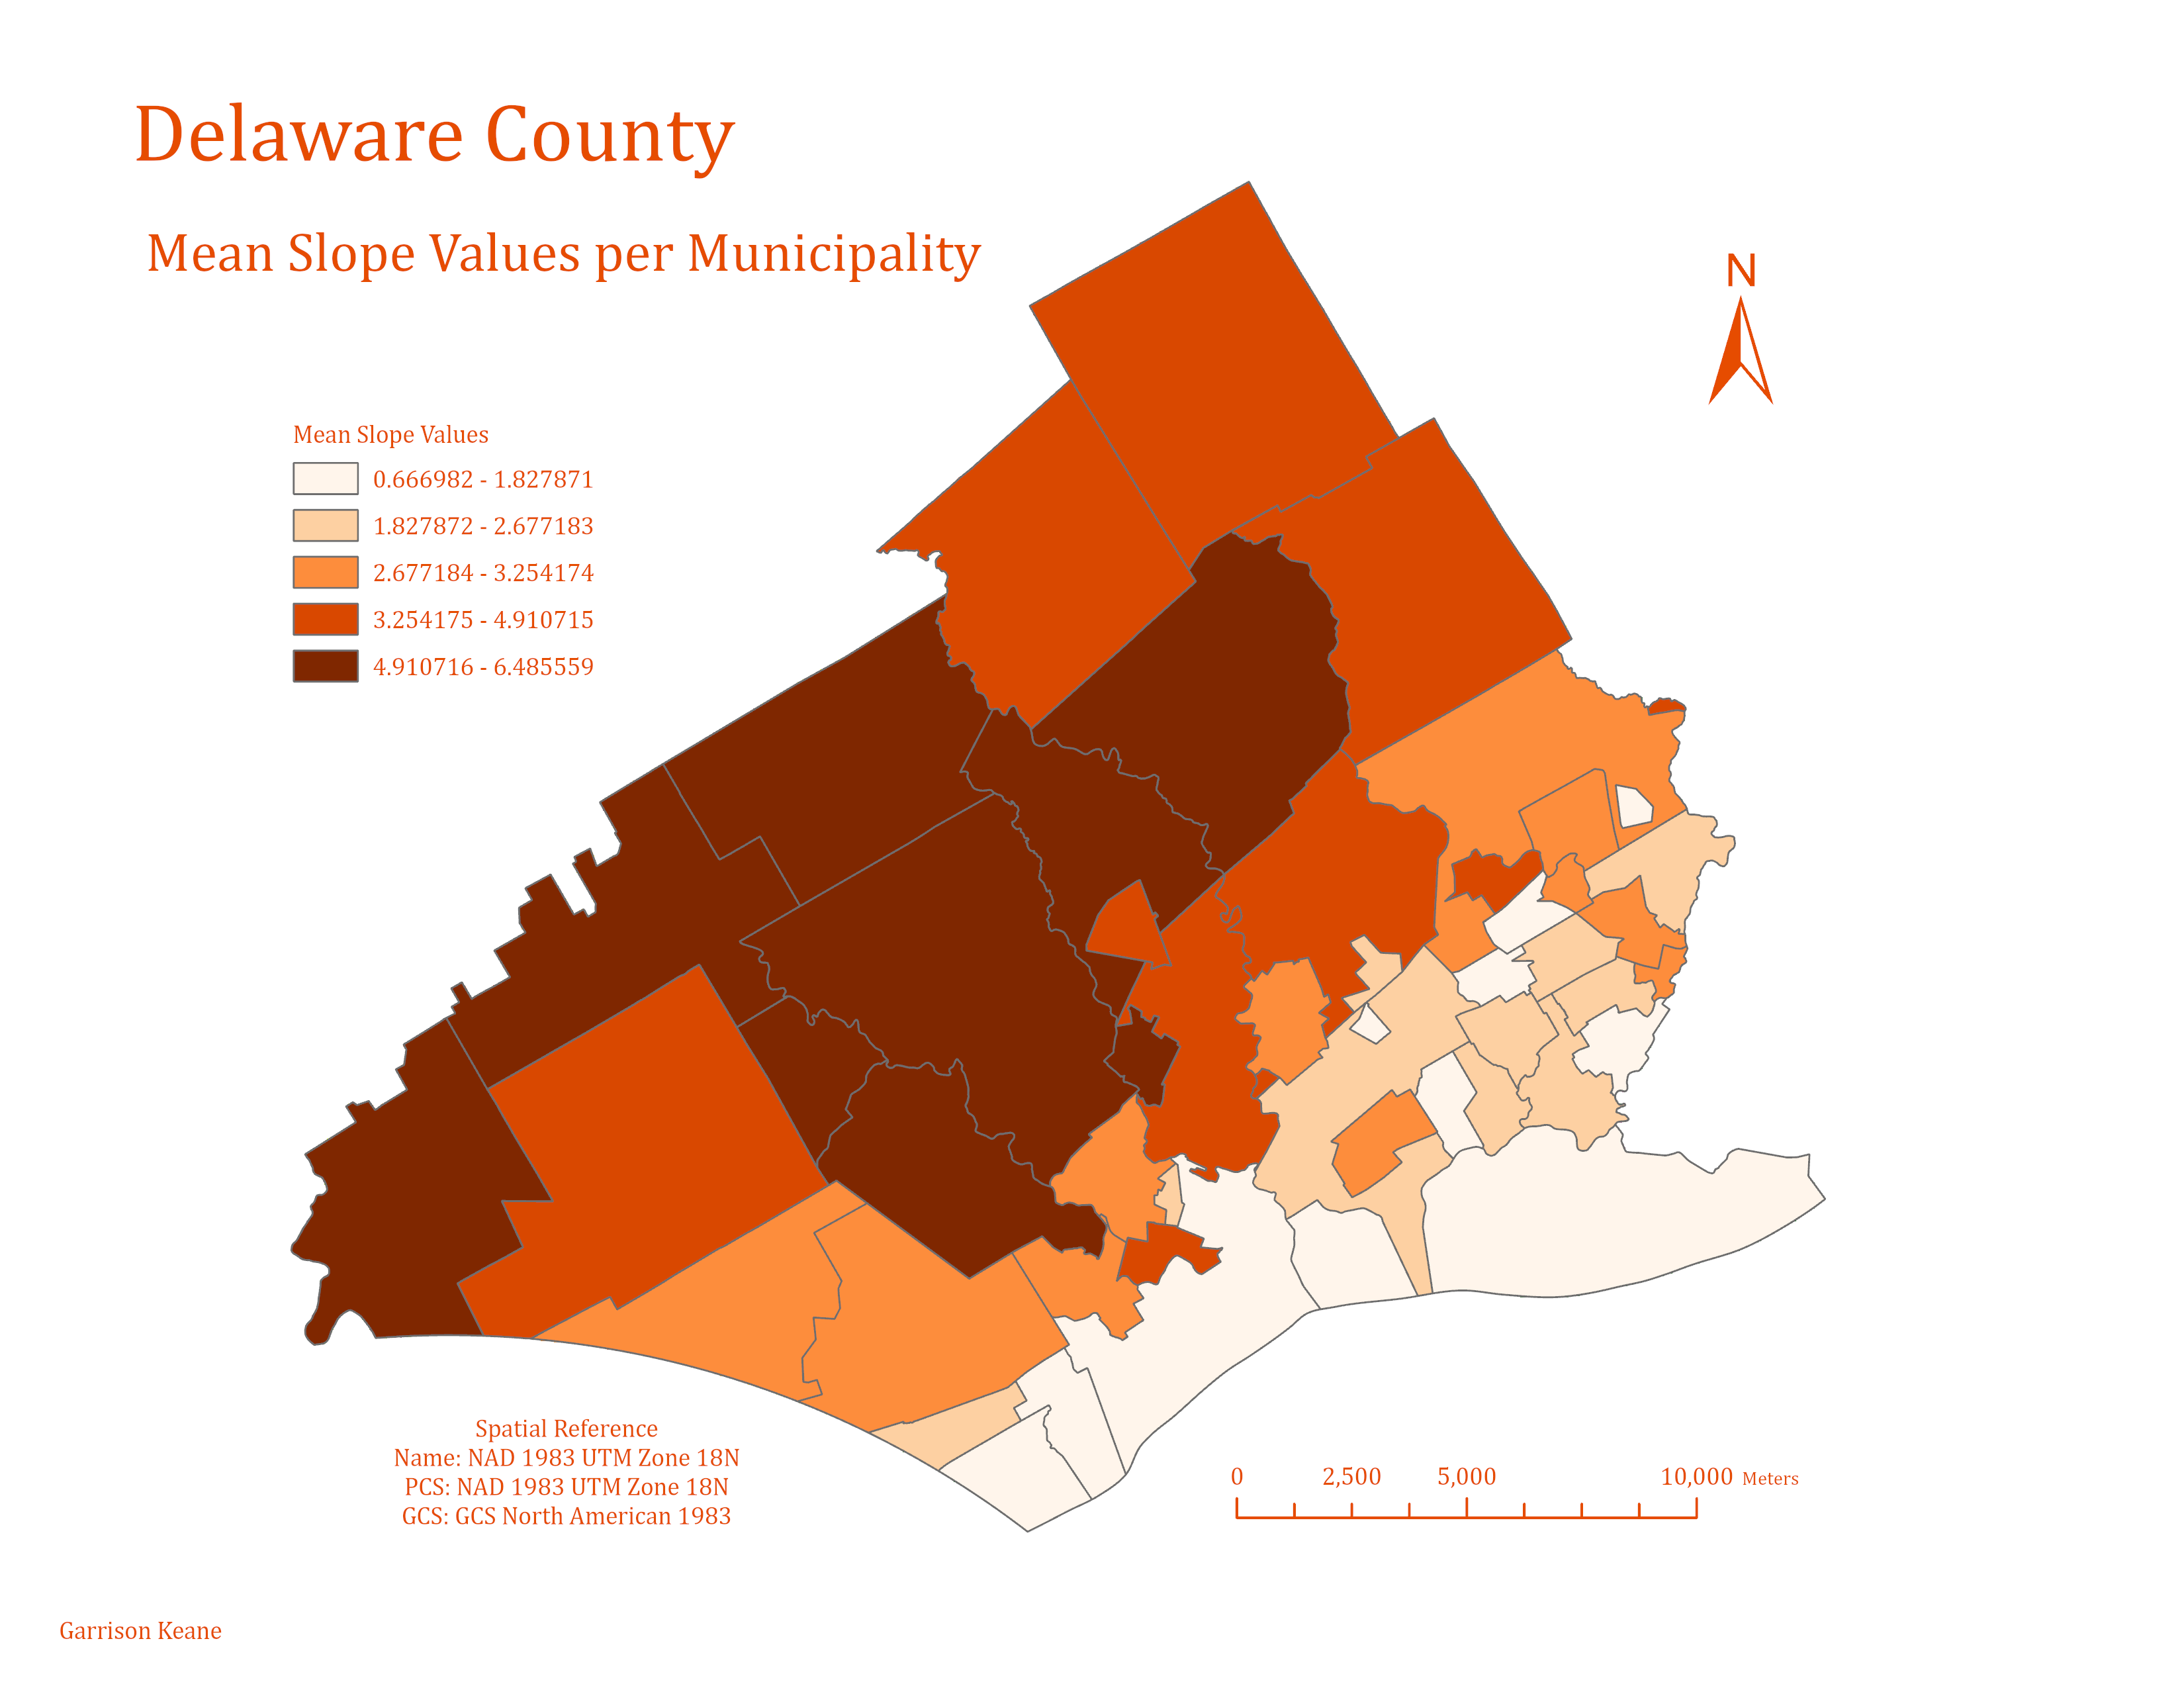 Delaware County
Mean Slope Values per Municipality
N
Mean Slope Values
0.666982 - 1.827871
1.827872 - 2.677183
2.677184 - 3.254174
3.254175 - 4.910715
4.910716 - 6.485559
Spatial Reference
Name: NAD 1983 UTM Zone 18N
PCS: NAD 1983 UTM Zone 18N
GCS: GCS North American 1983
0 2,500 5,000 10,000 Meters
Garrison Keane